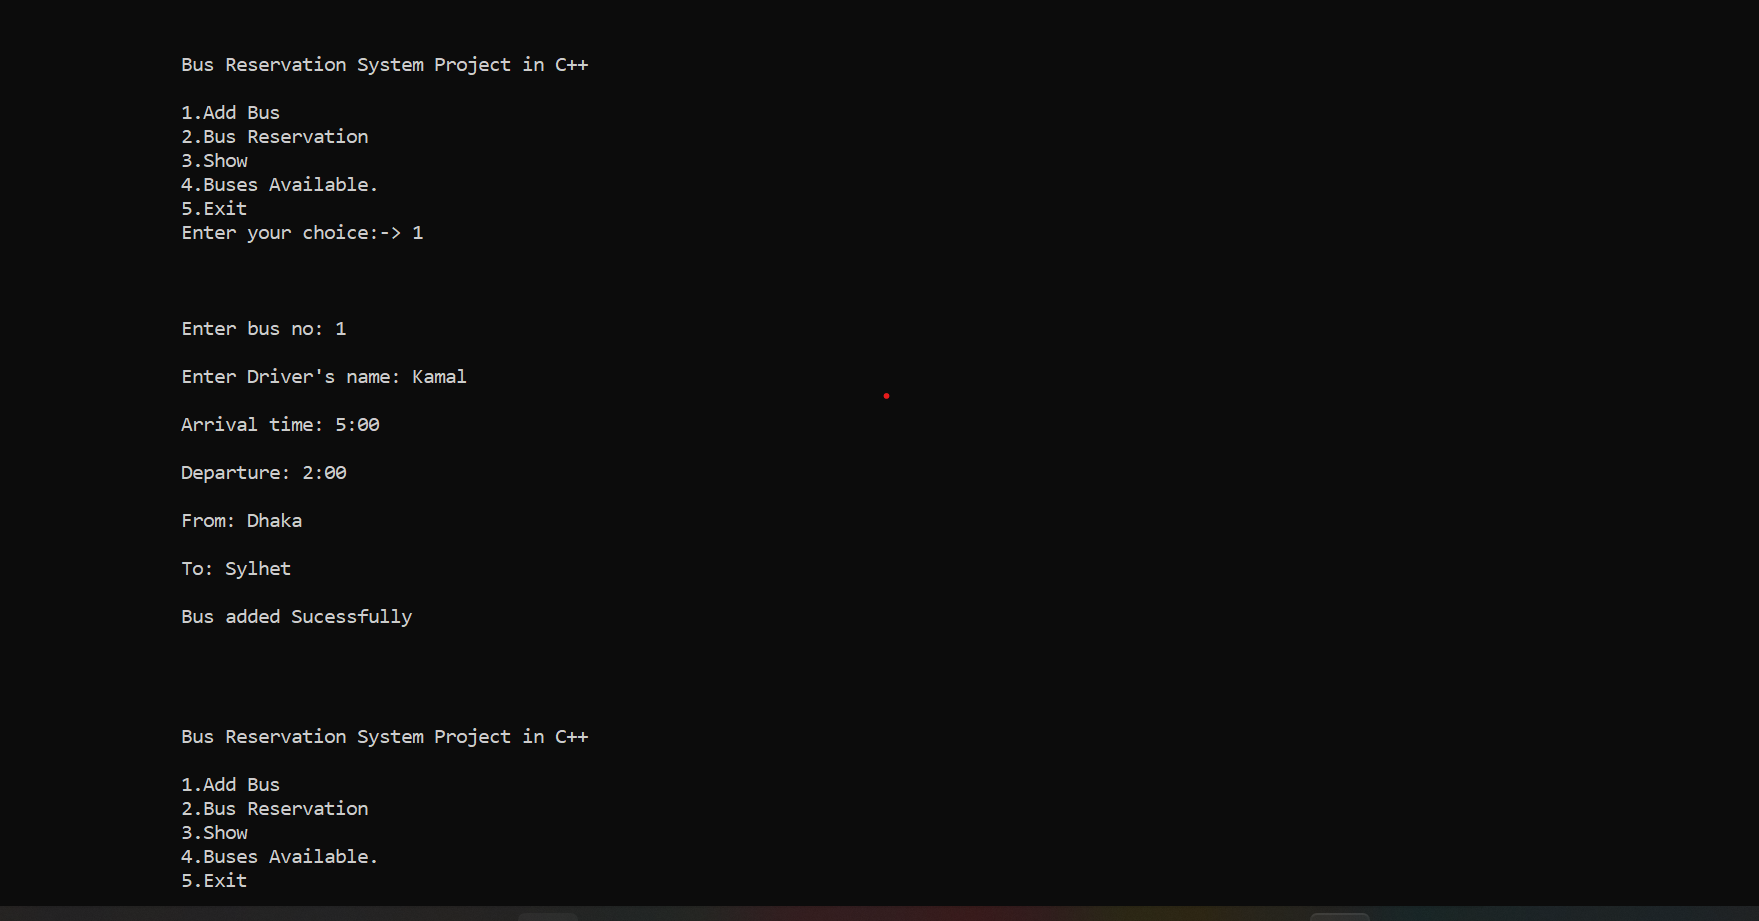 Bus Reservation System Project in C++
1.Add Bus
2.Bus Reservation
3.Show
4.Buses Available.
5.Exit
Enter your choice:-> 1
Enter bus no: 1
Enter Driver's name: Kamal
Arrival time: 5:00
Departure: 2:00
From: Dhaka
To: Sylhet
Bus added Sucessfully
Bus Reservation System Project in C++
1.Add Bus
2.Bus Reservation
3.Show
4.Buses Available.
5.Exit